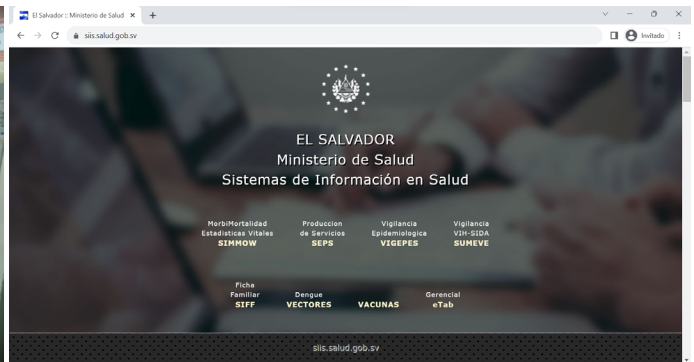 El Salvador :: Ministerio de Salud
siis.salud.gob.sv
Invitado
EL SALVADOR
Ministerio de Salud
Sistemas de Información en Salud
MorbiMortalidad
Estadisticas Vitales
SIMMOW
Produccion
de Servicios
SEPS
Vigilancia
Epidemiologica
VIGEPES
Vigilancia
VIH-SIDA
SUMEVE
Ficha
Familiar
SIFF
Dengue
VECTORES
VACUNAS
Gerencial
eTab
siis.salud.gob.sv